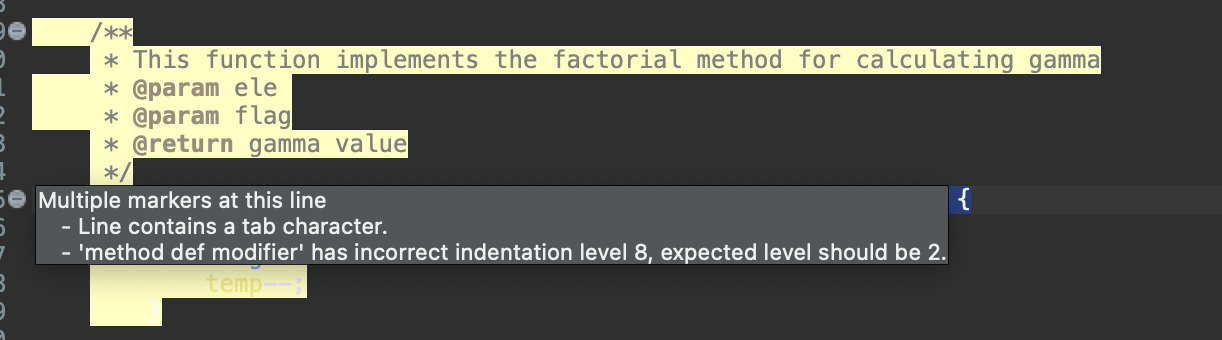 /**
* This function implements the factorial method for calculating gamma
* @param ele
* @param flag
* @return gamma value
*/
Multiple markers at this line
- Line contains a tab character.
- 'method def modifier' has incorrect indentation level 8, expected level should be 2.
{
temp--;
}